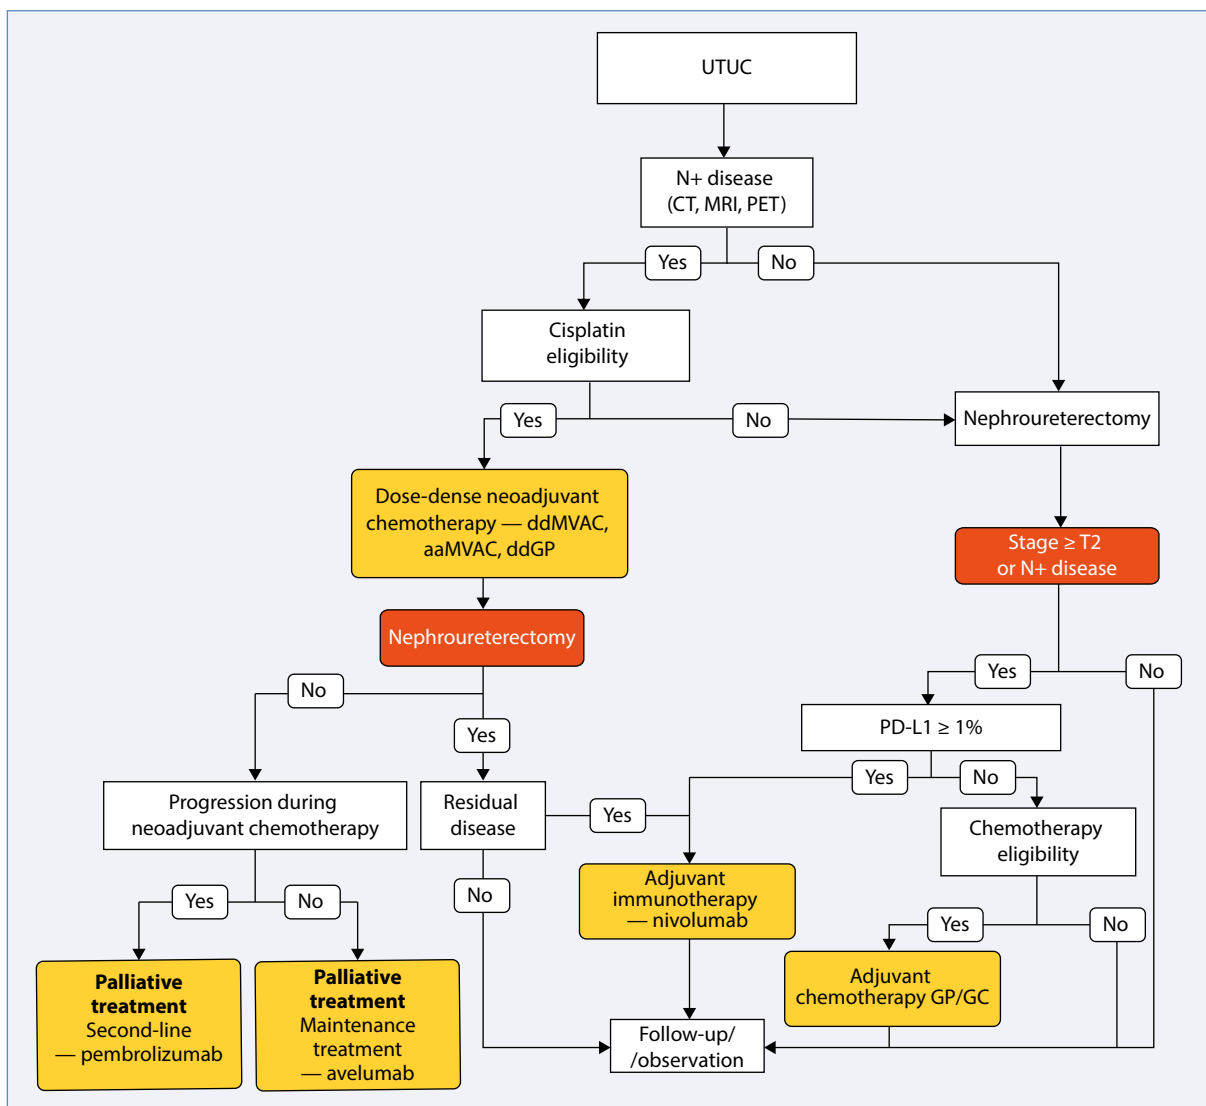 UTUC
N+ disease
(CT, MRI, PET)
Yes
No
Cisplatin
eligibility
Yes
No
Nephroureterectomy
Dose-dense neoadjuvant
chemotherapy — ddMVAC,
aaMVAC, ddGP
Stage ≥ T2
or N+ disease
Nephroureterectomy
No
Yes
Yes
No
PD-L1 ≥ 1%
Yes
No
Progression during
neoadjuvant chemotherapy
Residual
disease
Yes
Chemotherapy
eligibility
Yes
No
No
Adjuvant
immunotherapy
— nivolumab
Yes
No
Palliative
treatment
Second-line
— pembrolizumab
Palliative
treatment
Maintenance
treatment
— avelumab
Adjuvant
chemotherapy GP/GC
Follow-up/
/observation